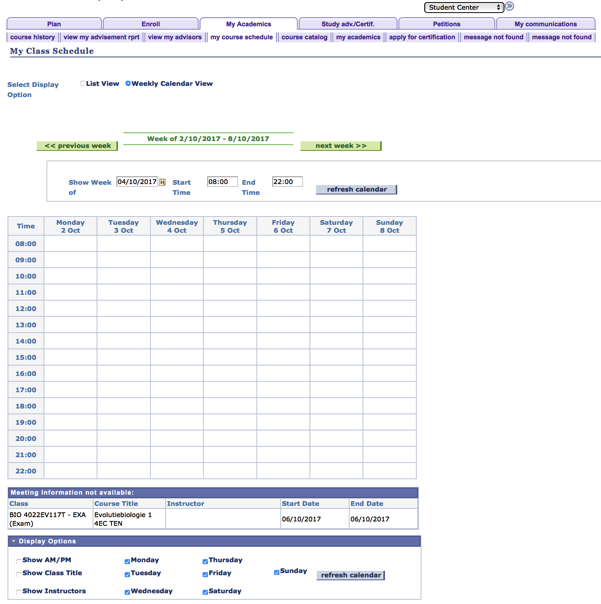 Student Center
Plan Enroll My Academics Study adv./Certif. Petitions My communications
course history view my advisement rprt view my advisors my course schedule course catalog my academics apply for certification message not found message not found
My Class Schedule
Select Display Option List View Weekly Calendar View
<< previous week Week of 2/10/2017 - 8/10/2017 next week >>
Show Week of 04/10/2017 Start Time 08:00 End Time 22:00 refresh calendar
Time Monday 2 Oct Tuesday 3 Oct Wednesday 4 Oct Thursday 5 Oct Friday 6 Oct Saturday 7 Oct Sunday 8 Oct
08:00
09:00
10:00
11:00
12:00
13:00
14:00
15:00
16:00
17:00
18:00
19:00
20:00
21:00
22:00
Meeting Information not available:
Class Course Title Instructor Start Date End Date
BIO 4022EV117T - EXA (Exam) Evolutiebiologie 1 4EC TEN 06/10/2017 06/10/2017
Display Options
Show AM/PM Monday Thursday
Show Class Title Tuesday Friday Sunday refresh calendar
Show Instructors Wednesday Saturday